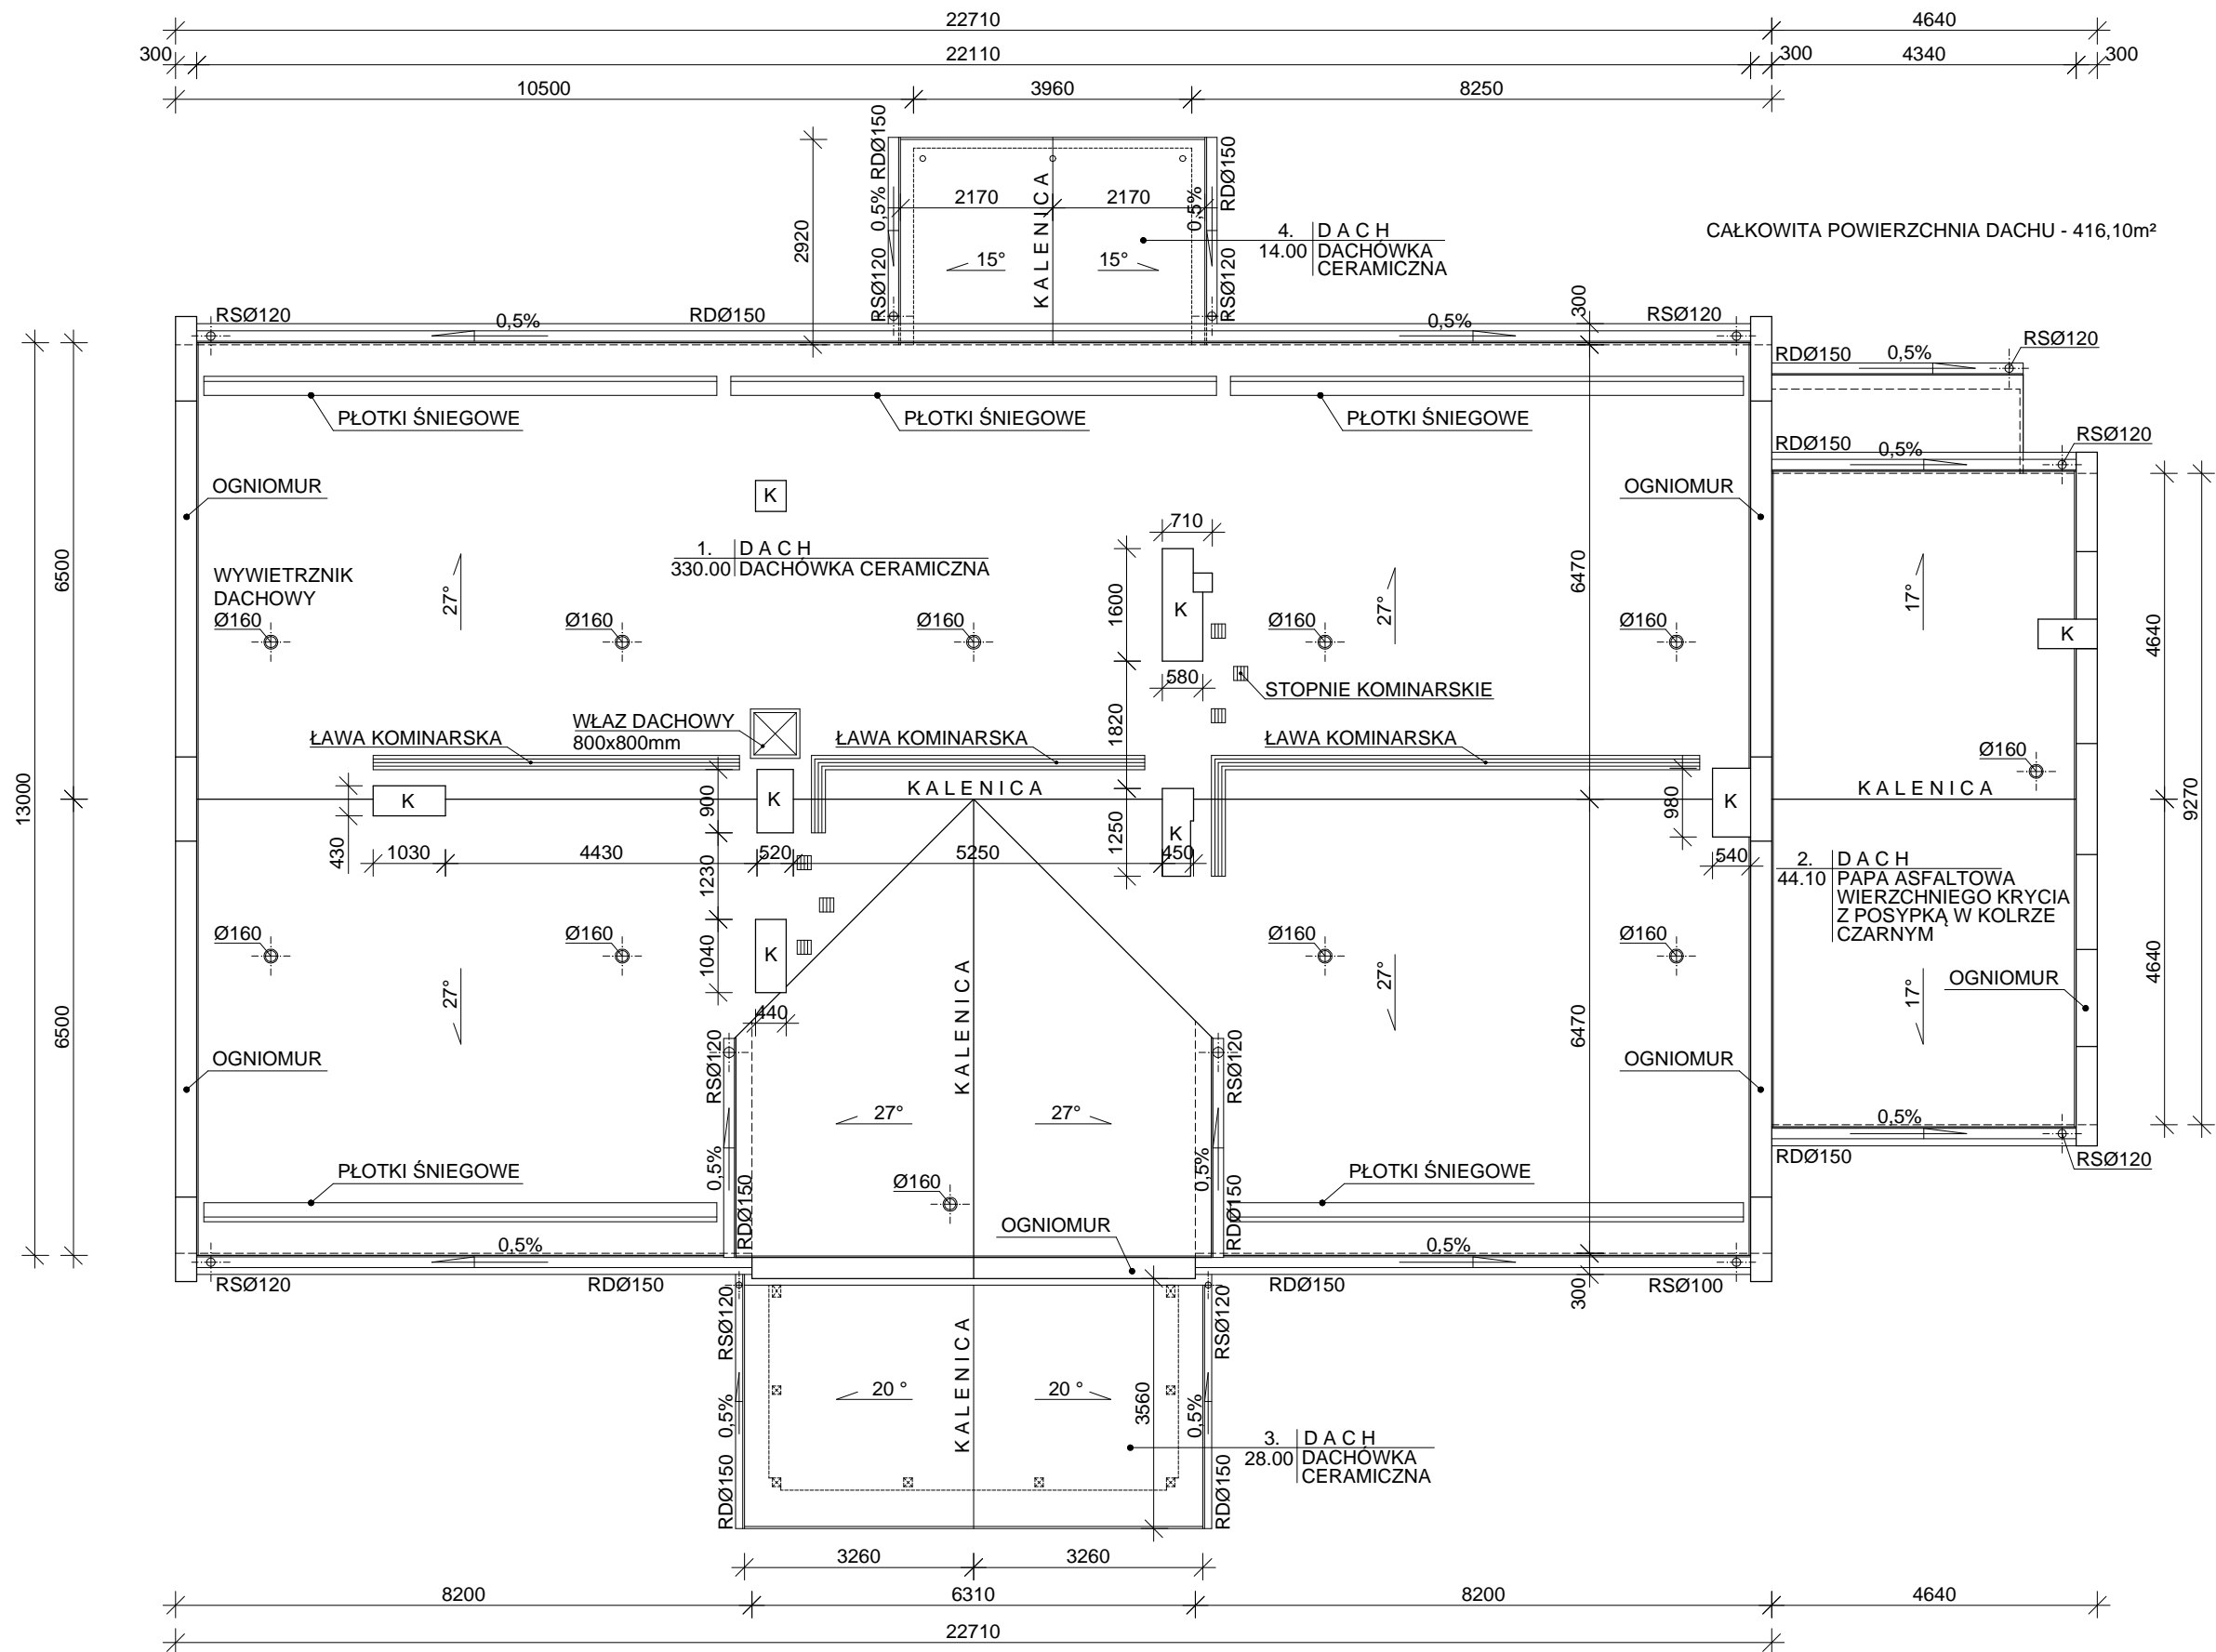 22710
4640
300
22110
300
4340
300
10500
3960
8250
RSØ120 0,5% RDØ150
RDØ150
0,5%
RSØ120
2920
2170
2170
KALENICA
15°
15°
4. DACH
14.00 DACHÓWKA
CERAMICZNA
CAŁKOWITA POWIERZCHNIA DACHU - 416,10m²
RSØ120
0,5%
RDØ150
0,5%
RSØ120
300
RDØ150
0,5%
RSØ120
PŁOTKI ŚNIEGOWE
PŁOTKI ŚNIEGOWE
PŁOTKI ŚNIEGOWE
RDØ150
0,5%
RSØ120
OGNIOMUR
K
OGNIOMUR
710
1. DACH
330.00 DACHÓWKA CERAMICZNA
WYWIETRZNIK
DACHOWY
Ø160
27°
Ø160
Ø160
1600
K
Ø160
27°
Ø160
6470
17°
K
4640
13000
6500
9270
580
STOPNIE KOMINARSKIE
1820
WŁAZ DACHOWY
800x800mm
ŁAWA KOMINARSKA
ŁAWA KOMINARSKA
ŁAWA KOMINARSKA
Ø160
K
K
KALENICA
K
KALENICA
900
1250
K
980
430
1030
4430
520
5250
450
540
1230
2. DACH
44.10 PAPA ASFALTOWA
WIERZCHNIEGO KRYCIA
Z POSYPKĄ W KOLRZE
CZARNYM
Ø160
Ø160
1040
K
KALENICA
Ø160
Ø160
27°
27°
440
6500
6470
17°
4640
OGNIOMUR
OGNIOMUR
OGNIOMUR
RSØ120
RSØ120
27°
27°
0,5%
RDØ150
0,5%
RDØ150
0,5%
RDØ150
RSØ120
PŁOTKI ŚNIEGOWE
PŁOTKI ŚNIEGOWE
Ø160
OGNIOMUR
0,5%
0,5%
RSØ120
RDØ150
RDØ150
RSØ100
300
RSØ120
RSØ120
KALENICA
20 °
20 °
3560
0,5%
0,5%
RDØ150
RDØ150
3. DACH
28.00 DACHÓWKA
CERAMICZNA
3260
3260
8200
6310
8200
4640
22710